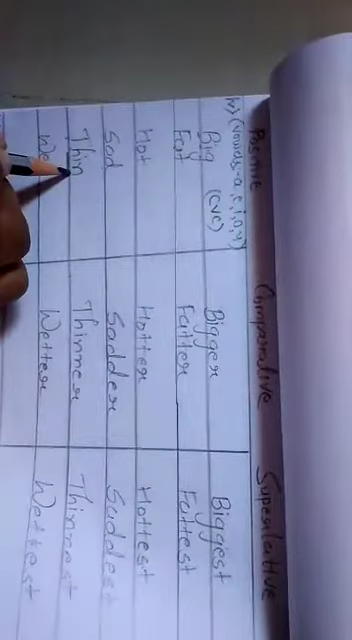 Positive Comparative Superlative
iv) (Vowels-a, e, i, o, u)
Big (CVC) Bigger Biggest
Fat Fatter Fattest
Hot Hotter Hottest
Sad Sadder Saddest
Thin Thinner Thinnest
We Wetter Wettest